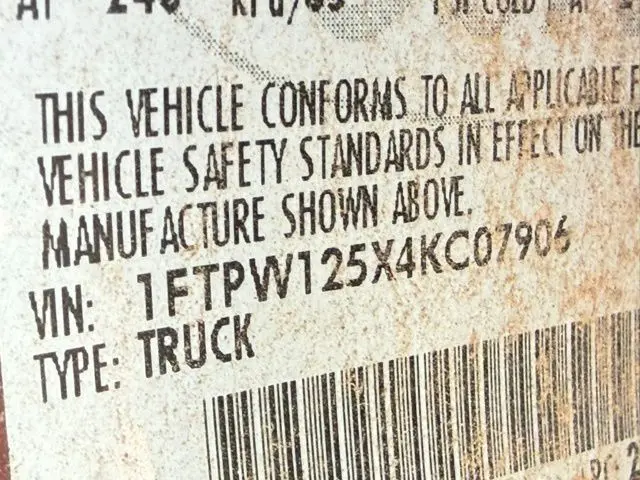 THIS VEHICLE CONFORMS TO ALL APPLICABLE F
VEHICLE SAFETY STANDARDS IN EFFECT ON THE
MANUFACTURE SHOWN ABOVE.
VIN: 1FTPW125X4KC07906
TYPE: TRUCK